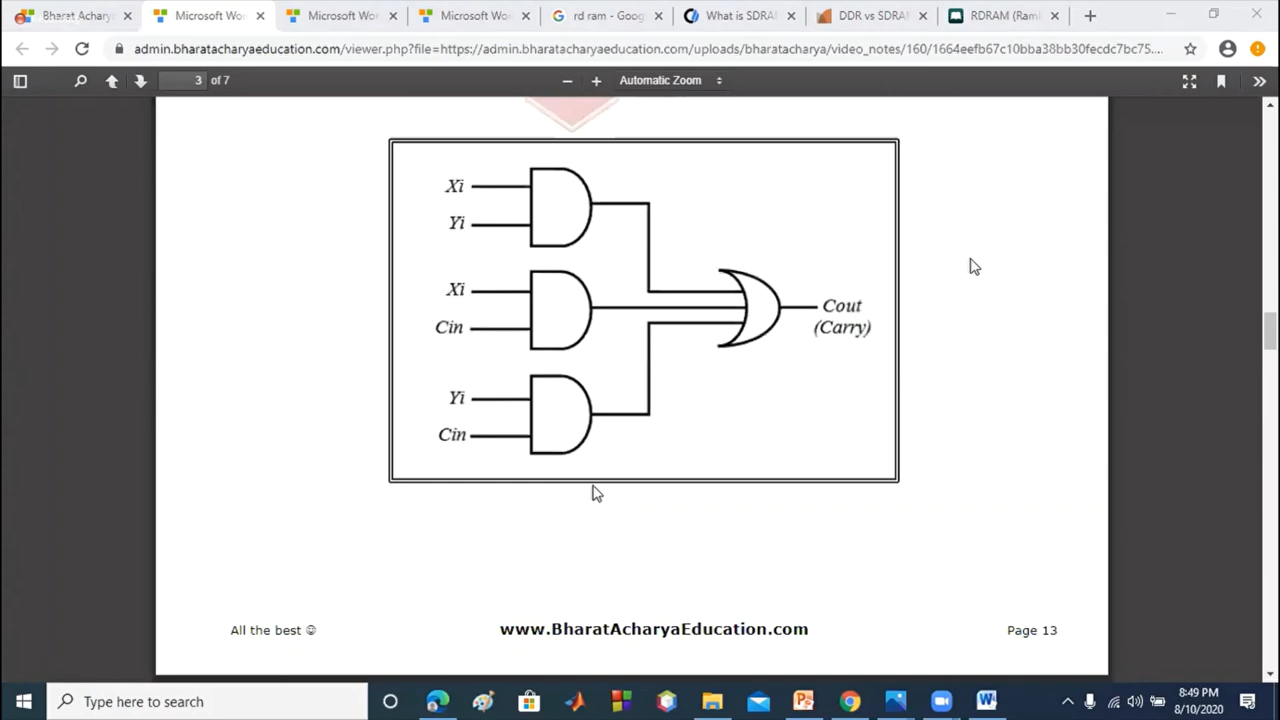 Bharat Achary
Microsoft Wo
Microsoft Wo
Microsoft Wo
rd ram - Goog
What is SDRA
DDR vs SDRA
RDRAM (Ram
admin.bharatacharyaeducation.com/viewer.php?file=https://admin.bharatacharyaeducation.com/uploads/bharatacharya/video_notes/160/1664eefb67c10bba38bb30fecdc7bc75....
3 of 7
Automatic Zoom
Xi
Yi
Xi
Cin
Yi
Cin
Cout
(Carry)
All the best ☺
www.BharatAcharyaEducation.com
Page 13
Type here to search
8:49 PM
8/10/2020